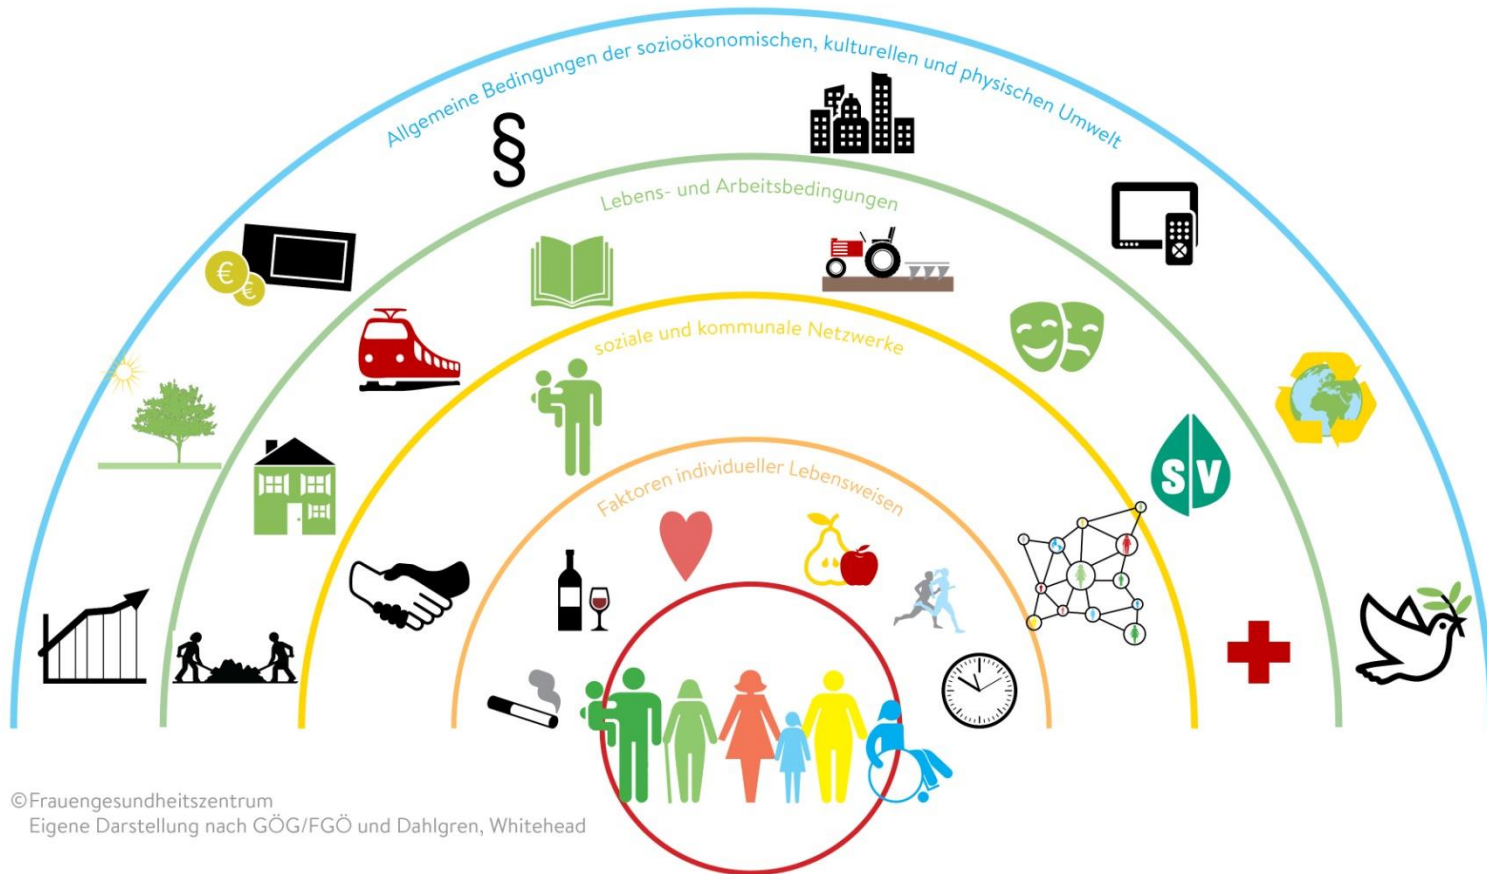 Allgemeine Bedingungen der sozioökonomischen, kulturellen und physischen Umwelt
§
Lebens- und Arbeitsbedingungen
€
€
soziale und kommunale Netzwerke
S V
Faktoren individueller Lebensweisen
©Frauengesundheitszentrum
Eigene Darstellung nach GÖG/FGÖ und Dahlgren, Whitehead